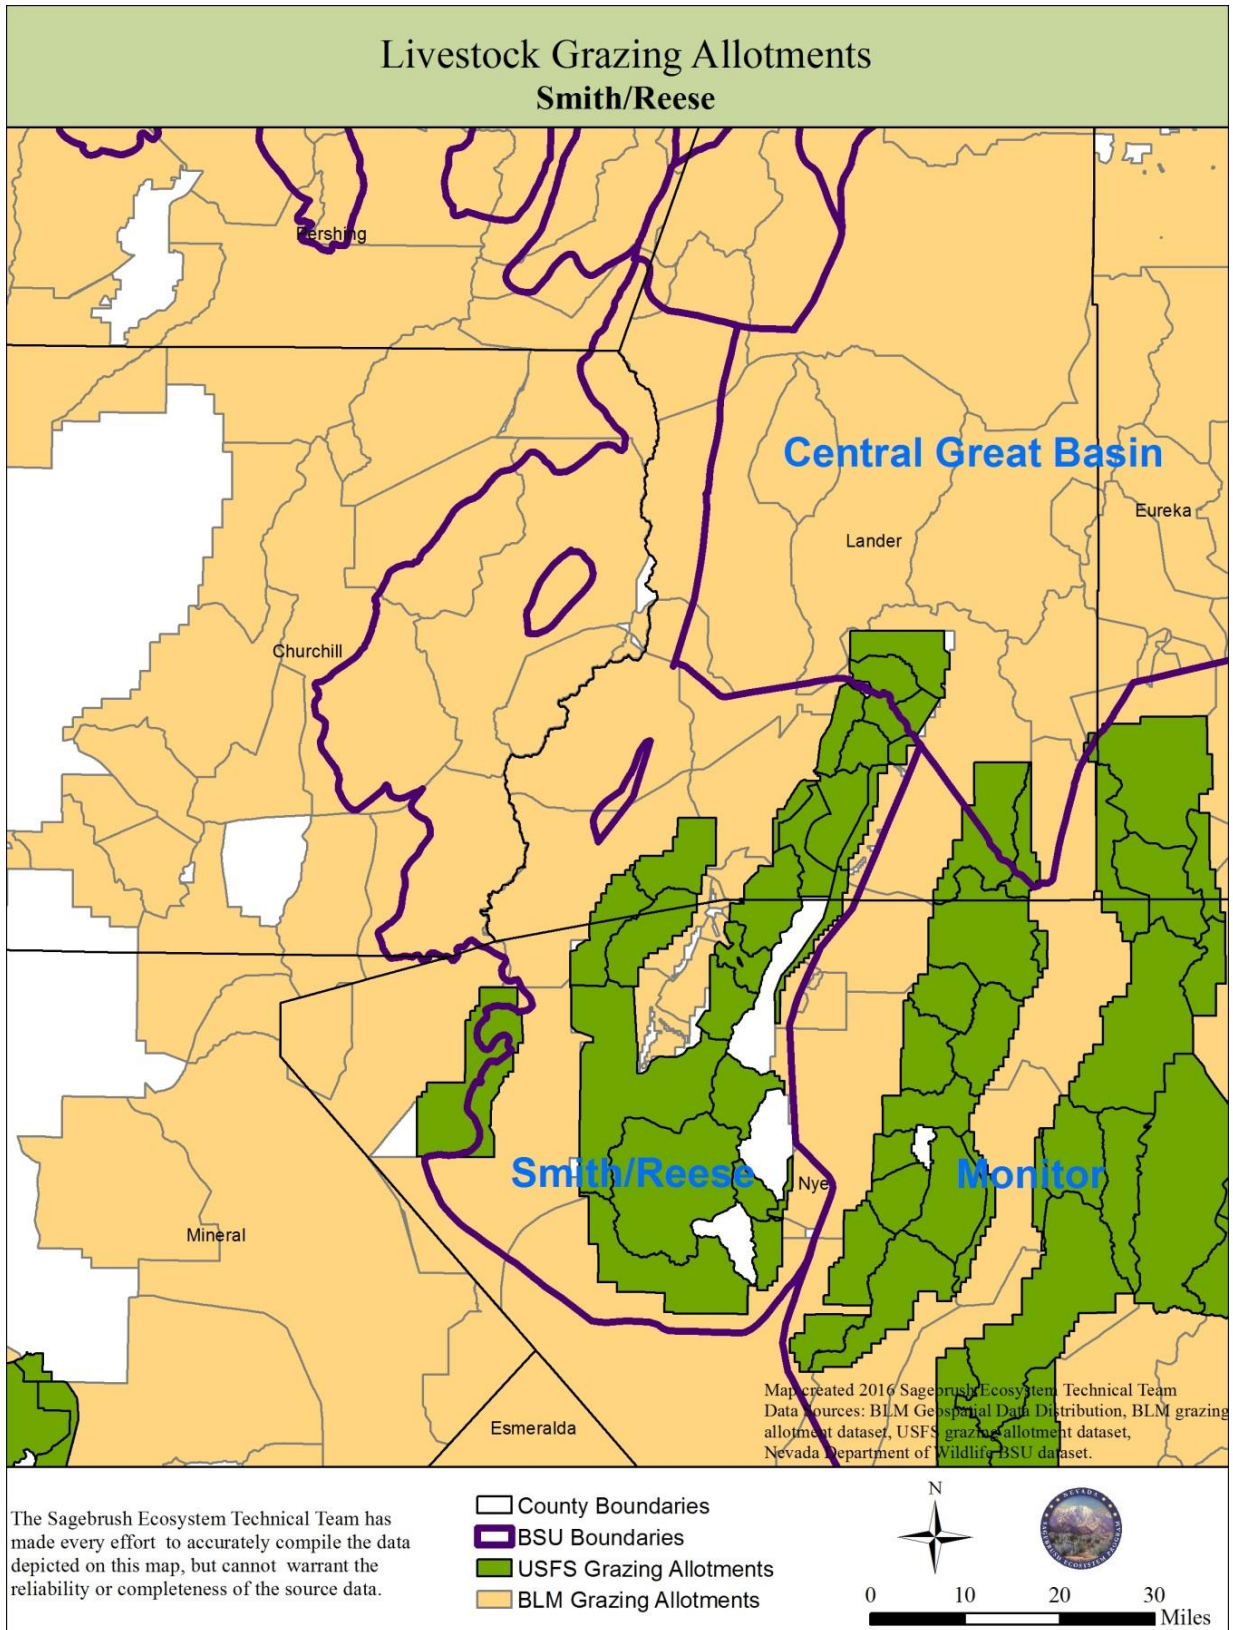 Livestock Grazing Allotments
Smith/Reese
Pershing
Central Great Basin
Eureka
Lander
Churchill
Smith/Reese
Nye
Monitor
Mineral
Esmeralda
Map created 2016 Sagebrush Ecosystem Technical Team
Data Sources: BLM Geospatial Data Distribution, BLM grazing
allotment dataset, USFS grazing allotment dataset,
Nevada Department of Wildlife BSU dataset.
The Sagebrush Ecosystem Technical Team has
made every effort to accurately compile the data
depicted on this map, but cannot warrant the
reliability or completeness of the source data.
County Boundaries
BSU Boundaries
USFS Grazing Allotments
BLM Grazing Allotments
N
NEVADA
SAGEBRUSH ECOSYSTEM PROGRAM
0 10 20 30
Miles